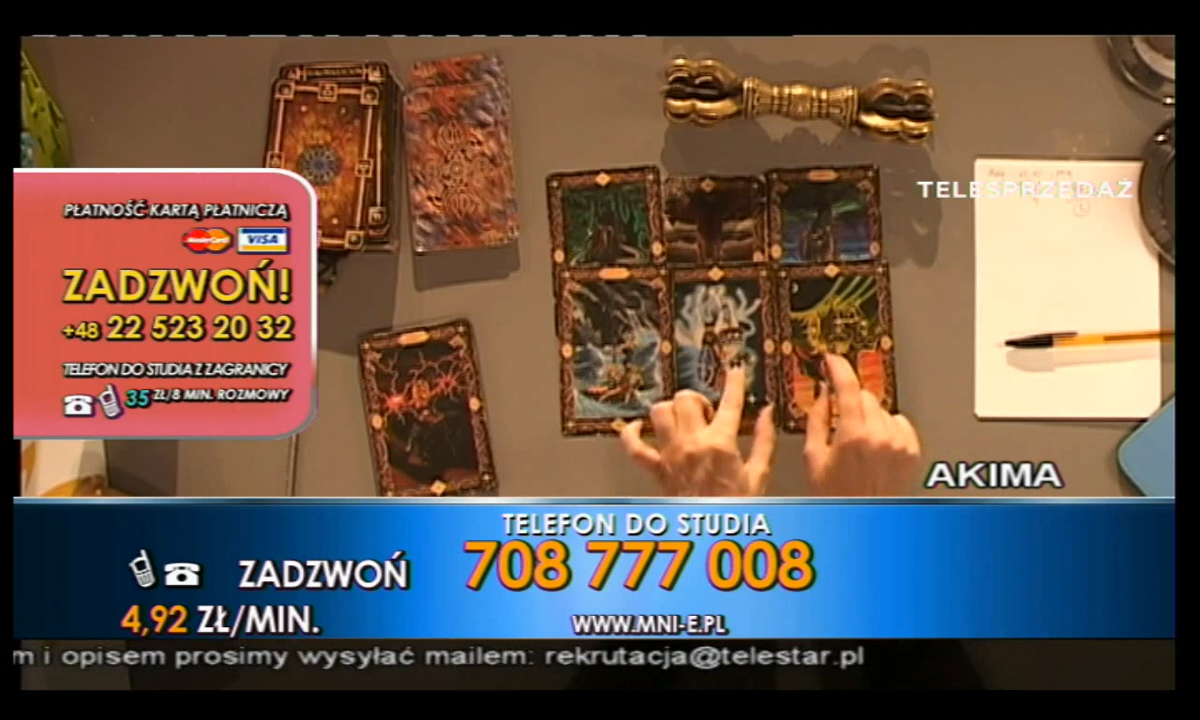 TELESPRZEDAŻ
PŁATNOŚĆ KARTĄ PŁATNICZĄ
MasterCard VISA
ZADZWOŃ!
+48 22 523 20 32
TELEFON DO STUDIA Z ZAGRANICY
35 ZŁ/8 MIN. ROZMOWY
AKIMA
TELEFON DO STUDIA
ZADZWOŃ 708 777 008
4,92 ZŁ/MIN.
WWW.MNI-E.PL
m i opisem prosimy wysyłać mailem: rekrutacja@telestar.pl